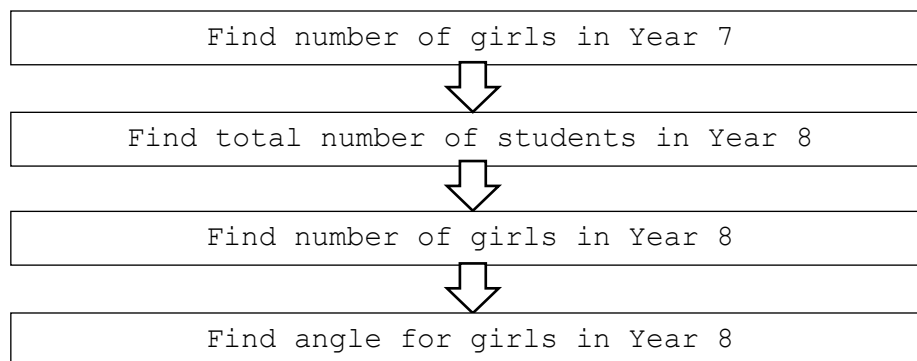 Find number of girls in Year 7
Find total number of students in Year 8
Find number of girls in Year 8
Find angle for girls in Year 8